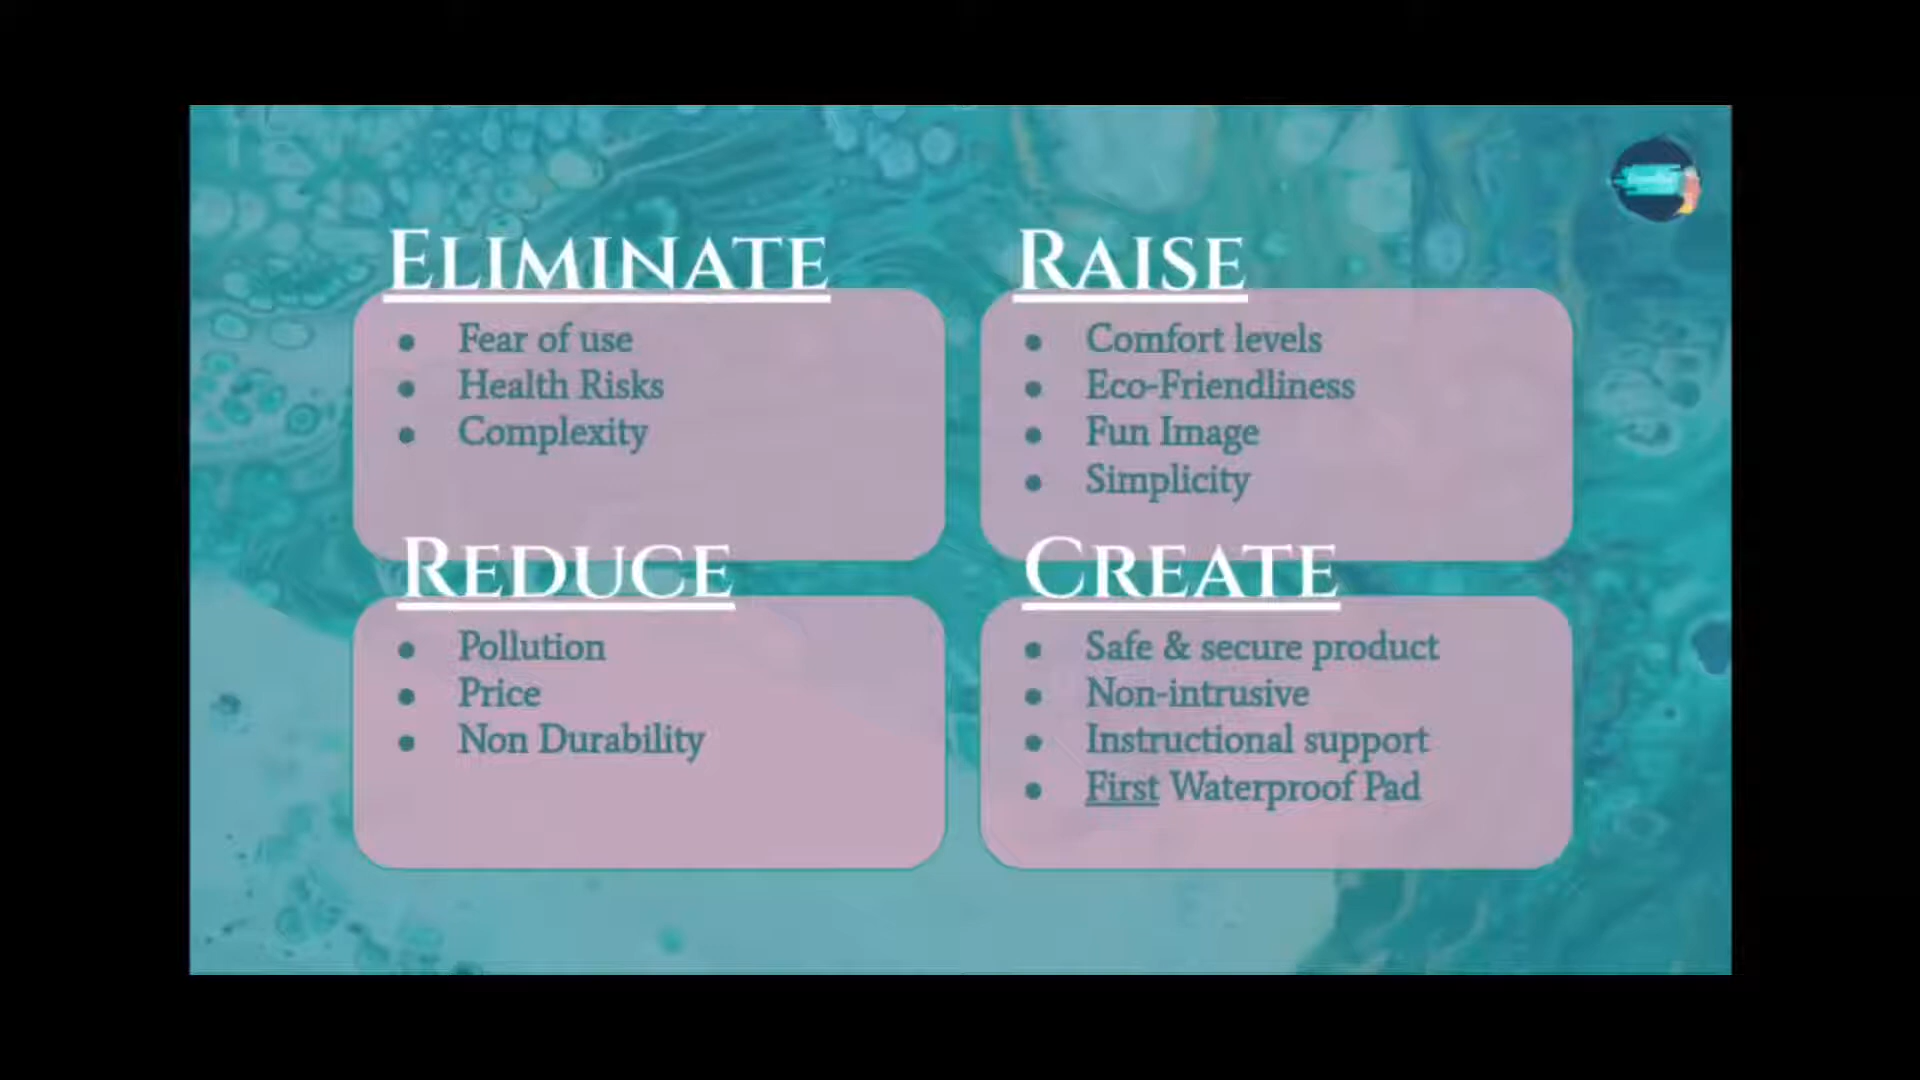 ELIMINATE
Fear of use
Health Risks
Complexity
RAISE
Comfort levels
Eco-Friendliness
Fun Image
Simplicity
REDUCE
Pollution
Price
Non Durability
CREATE
Safe & secure product
Non-intrusive
Instructional support
First Waterproof Pad